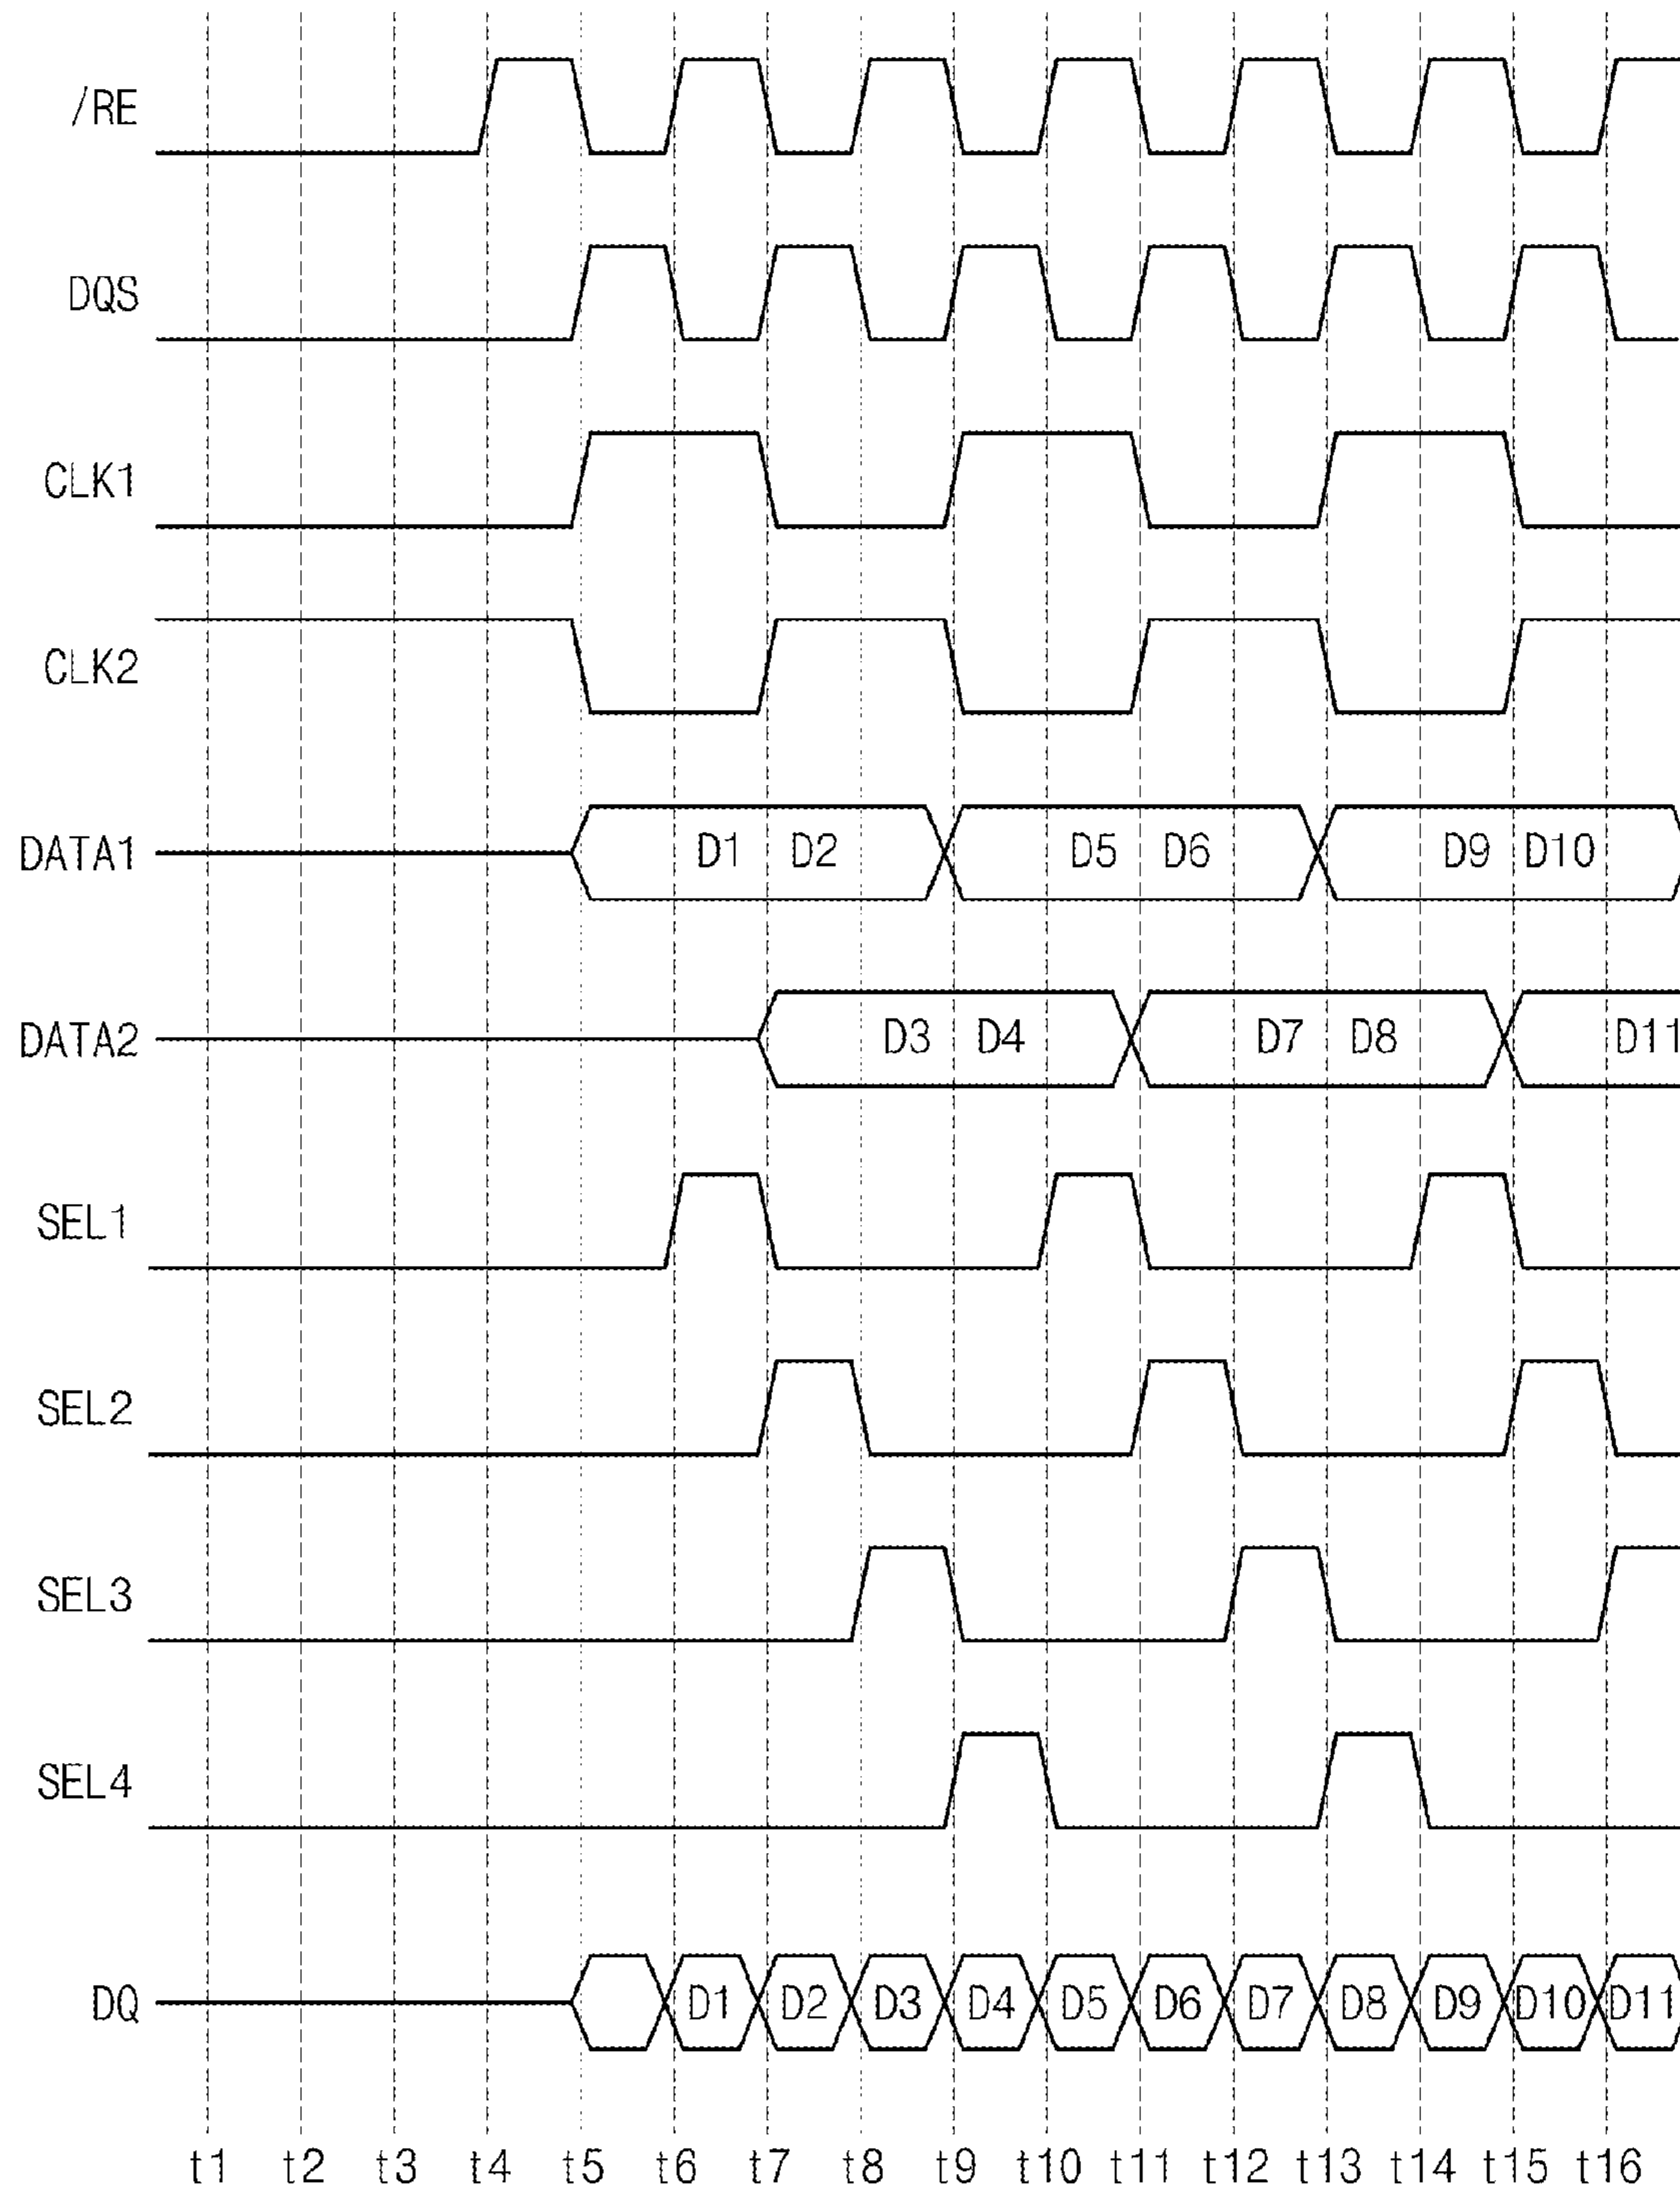 /RE
DQS
CLK1
CLK2
DATA1 D1 D2 D5 D6 D9 D10
DATA2 D3 D4 D7 D8 D11
SEL1
SEL2
SEL3
SEL4
DQ D1 D2 D3 D4 D5 D6 D7 D8 D9 D10 D11
t1 t2 t3 t4 t5 t6 t7 t8 t9 t10 t11 t12 t13 t14 t15 t16